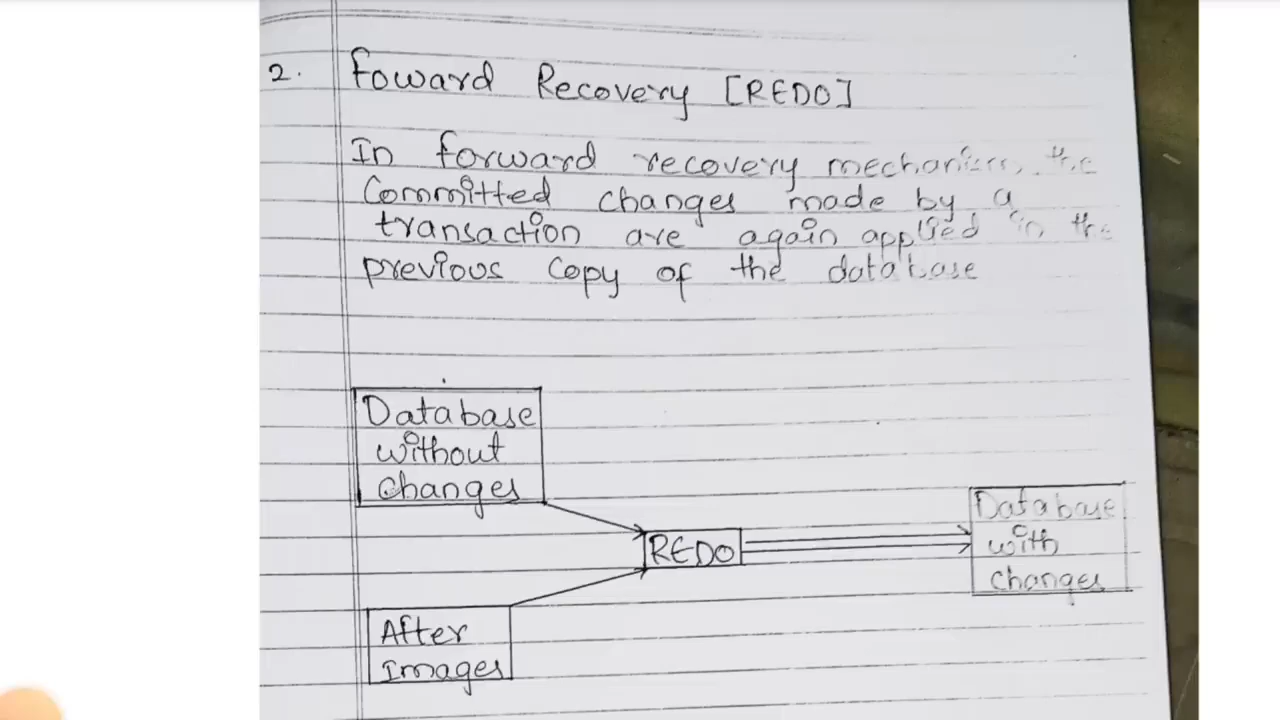 2. Foward Recovery [REDO]
In forward recovery mechanism, the
Committed changes made by a
transaction are again applied in the
previous copy of the database
Database
without
changes
REDO
Database
with
changes
After
Images